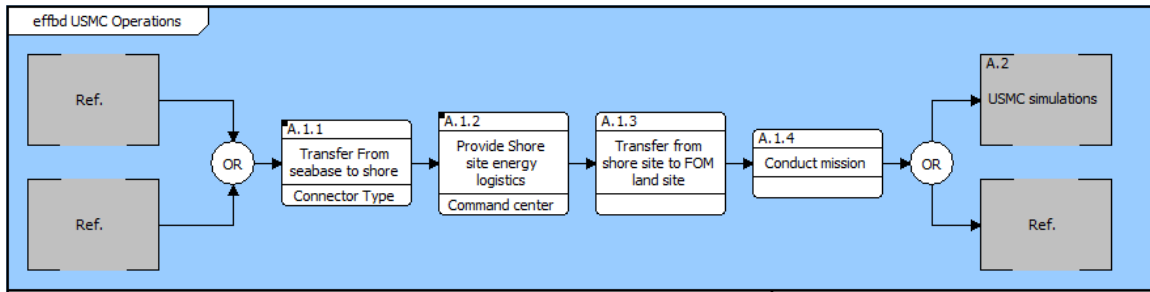 effbd USMC Operations
Ref.
Ref.
OR
A.1.1
Transfer From
seabase to shore
Connector Type
A.1.2
Provide Shore
site energy
logistics
Command center
A.1.3
Transfer from
shore site to FOM
land site
A.1.4
Conduct mission
OR
A.2
USMC simulations
Ref.